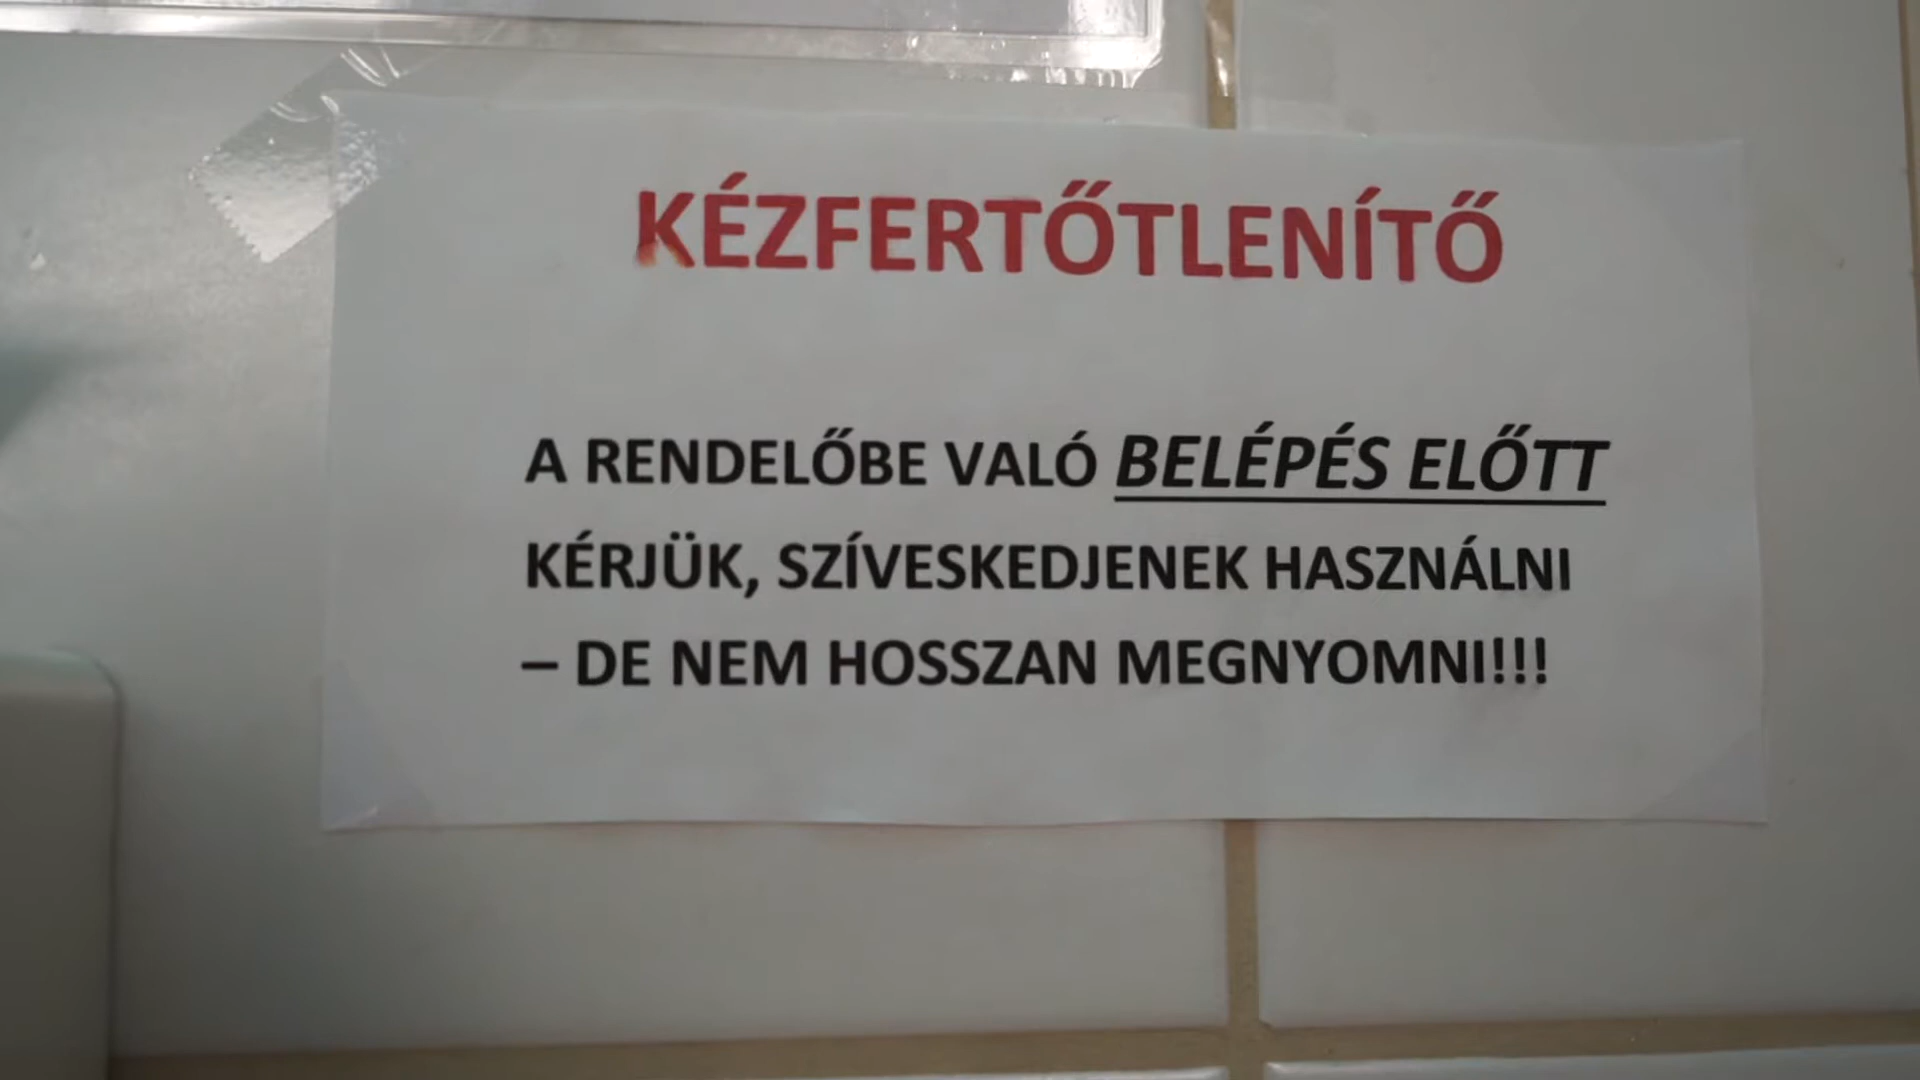 KÉZFERTŐTLENÍTŐ
A RENDELŐBE VALÓ BELÉPÉS ELŐTT
KÉRJÜK, SZÍVESKEDJENEK HASZNÁLNI
– DE NEM HOSSZAN MEGNYOMNI!!!